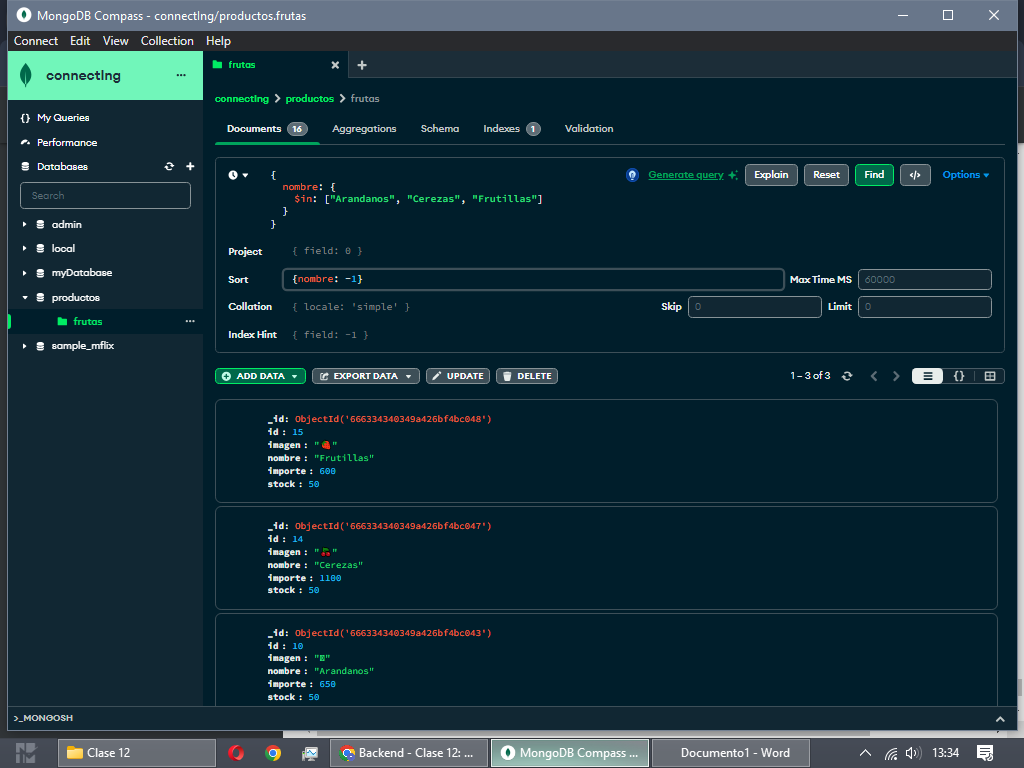 MongoDB Compass - connectIng/productos.frutas
Connect Edit View Collection Help
connectIng ...
frutas
{} My Queries
Performance
Databases
Search
admin
local
myDatabase
productos
frutas ...
sample_mflix
connectIng > productos > frutas
Documents 16 Aggregations Schema Indexes 1 Validation
{
nombre: {
$in: ["Arandanos", "Cerezas", "Frutillas"]
}
}
Generate query Explain Reset Find </> Options
Project { field: 0 }
Sort {nombre: -1} Max Time MS 60000
Collation { locale: 'simple' } Skip 0 Limit 0
Index Hint { field: -1 }
ADD DATA EXPORT DATA UPDATE DELETE 1 – 3 of 3 {}
_id: ObjectId('666334340349a426bf4bc048')
id : 15
imagen : "🍓"
nombre : "Frutillas"
importe : 600
stock : 50
_id: ObjectId('666334340349a426bf4bc047')
id : 14
imagen : "🍒"
nombre : "Cerezas"
importe : 1100
stock : 50
_id: ObjectId('666334340349a426bf4bc043')
id : 10
imagen : ""
nombre : "Arandanos"
importe : 650
stock : 50
>_MONGOSH
Clase 12
Backend - Clase 12: ...
MongoDB Compass ...
Documento1 - Word
13:34